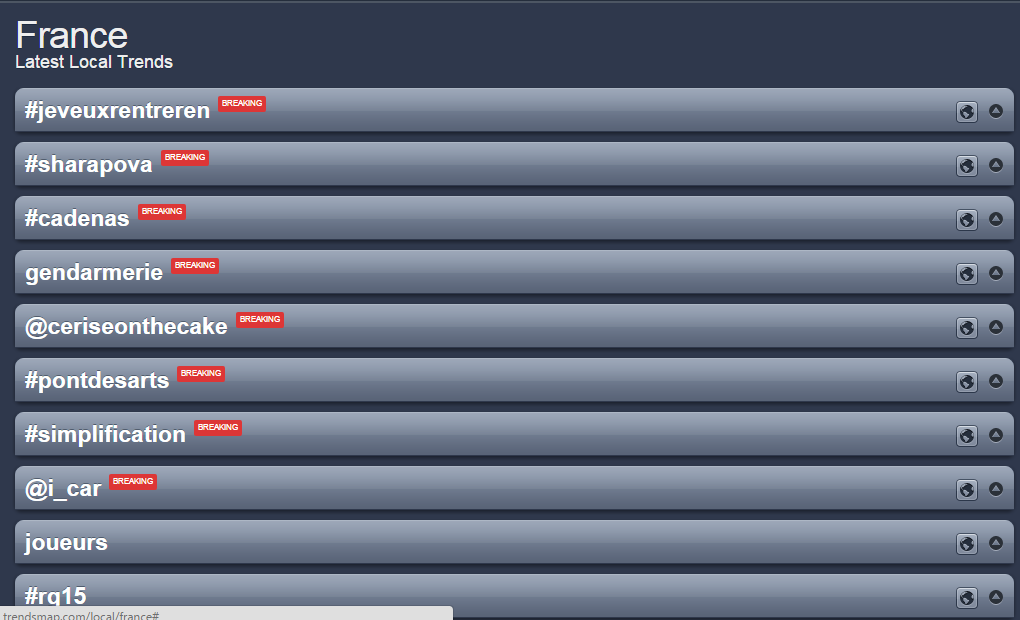 France
Latest Local Trends
#jeveuxrentreren BREAKING
#sharapova BREAKING
#cadenas BREAKING
gendarmerie BREAKING
@ceriseonthecake BREAKING
#pontdesarts BREAKING
#simplification BREAKING
@i_car BREAKING
joueurs
#rg15
trendsmap.com/local/france#